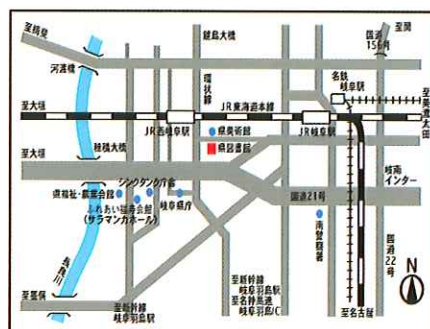 至関
国道
156号
至穂見
鏡島大橋
河渡橋
環状線
名鉄
岐阜駅
至大垣
JR東海道本線
至美濃太田
JR西岐阜駅
JR岐阜駅
県美術館
穂積大橋
至大垣
県図書館
岐南
インター
シンクタンク庁舎
県福祉・農業会館
岐阜県庁
国道21号
ふれあい福寿会館
(サラマンカホール)
南警察署
長良川
国道22号
至新幹線
岐阜羽島駅
至名神高速
岐阜羽島I.C
至墨俣
至新幹線
岐阜羽島駅
至名古屋
N